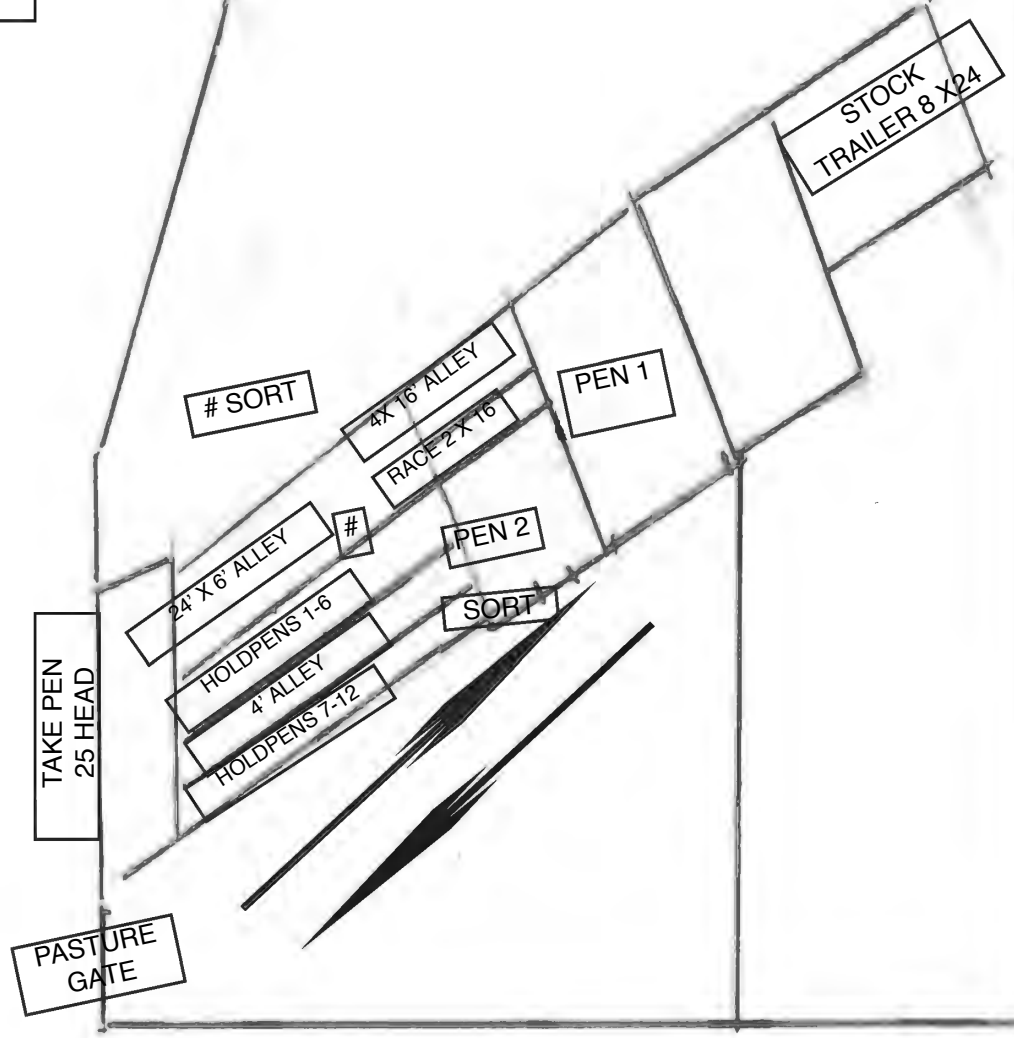 STOCK
TRAILER 8 X24
4X 16' ALLEY
PEN 1
# SORT
RACE 2 X 16
#
PEN 2
24' X 6' ALLEY
SORT
HOLDPENS 1-6
4' ALLEY
HOLDPENS 7-12
TAKE PEN
25 HEAD
PASTURE
GATE